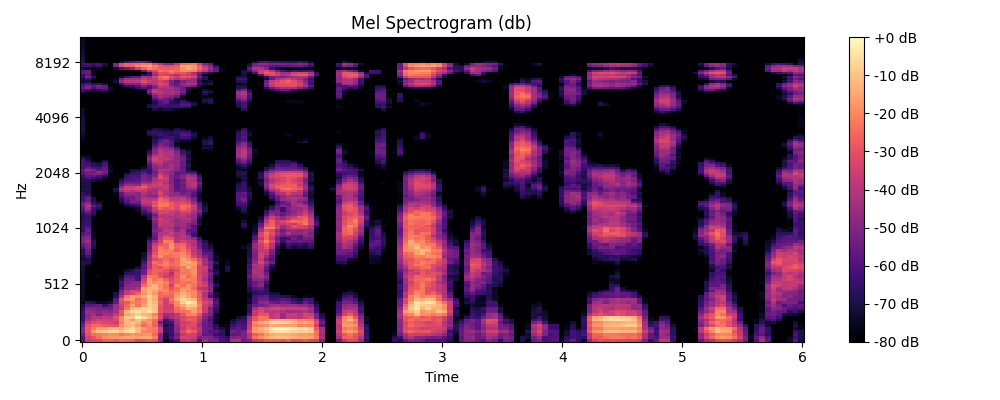 Mel Spectrogram (db)
Hz
8192
4096
2048
1024
512
0
0 1 2 3 4 5 6
Time
+0 dB
-10 dB
-20 dB
-30 dB
-40 dB
-50 dB
-60 dB
-70 dB
-80 dB